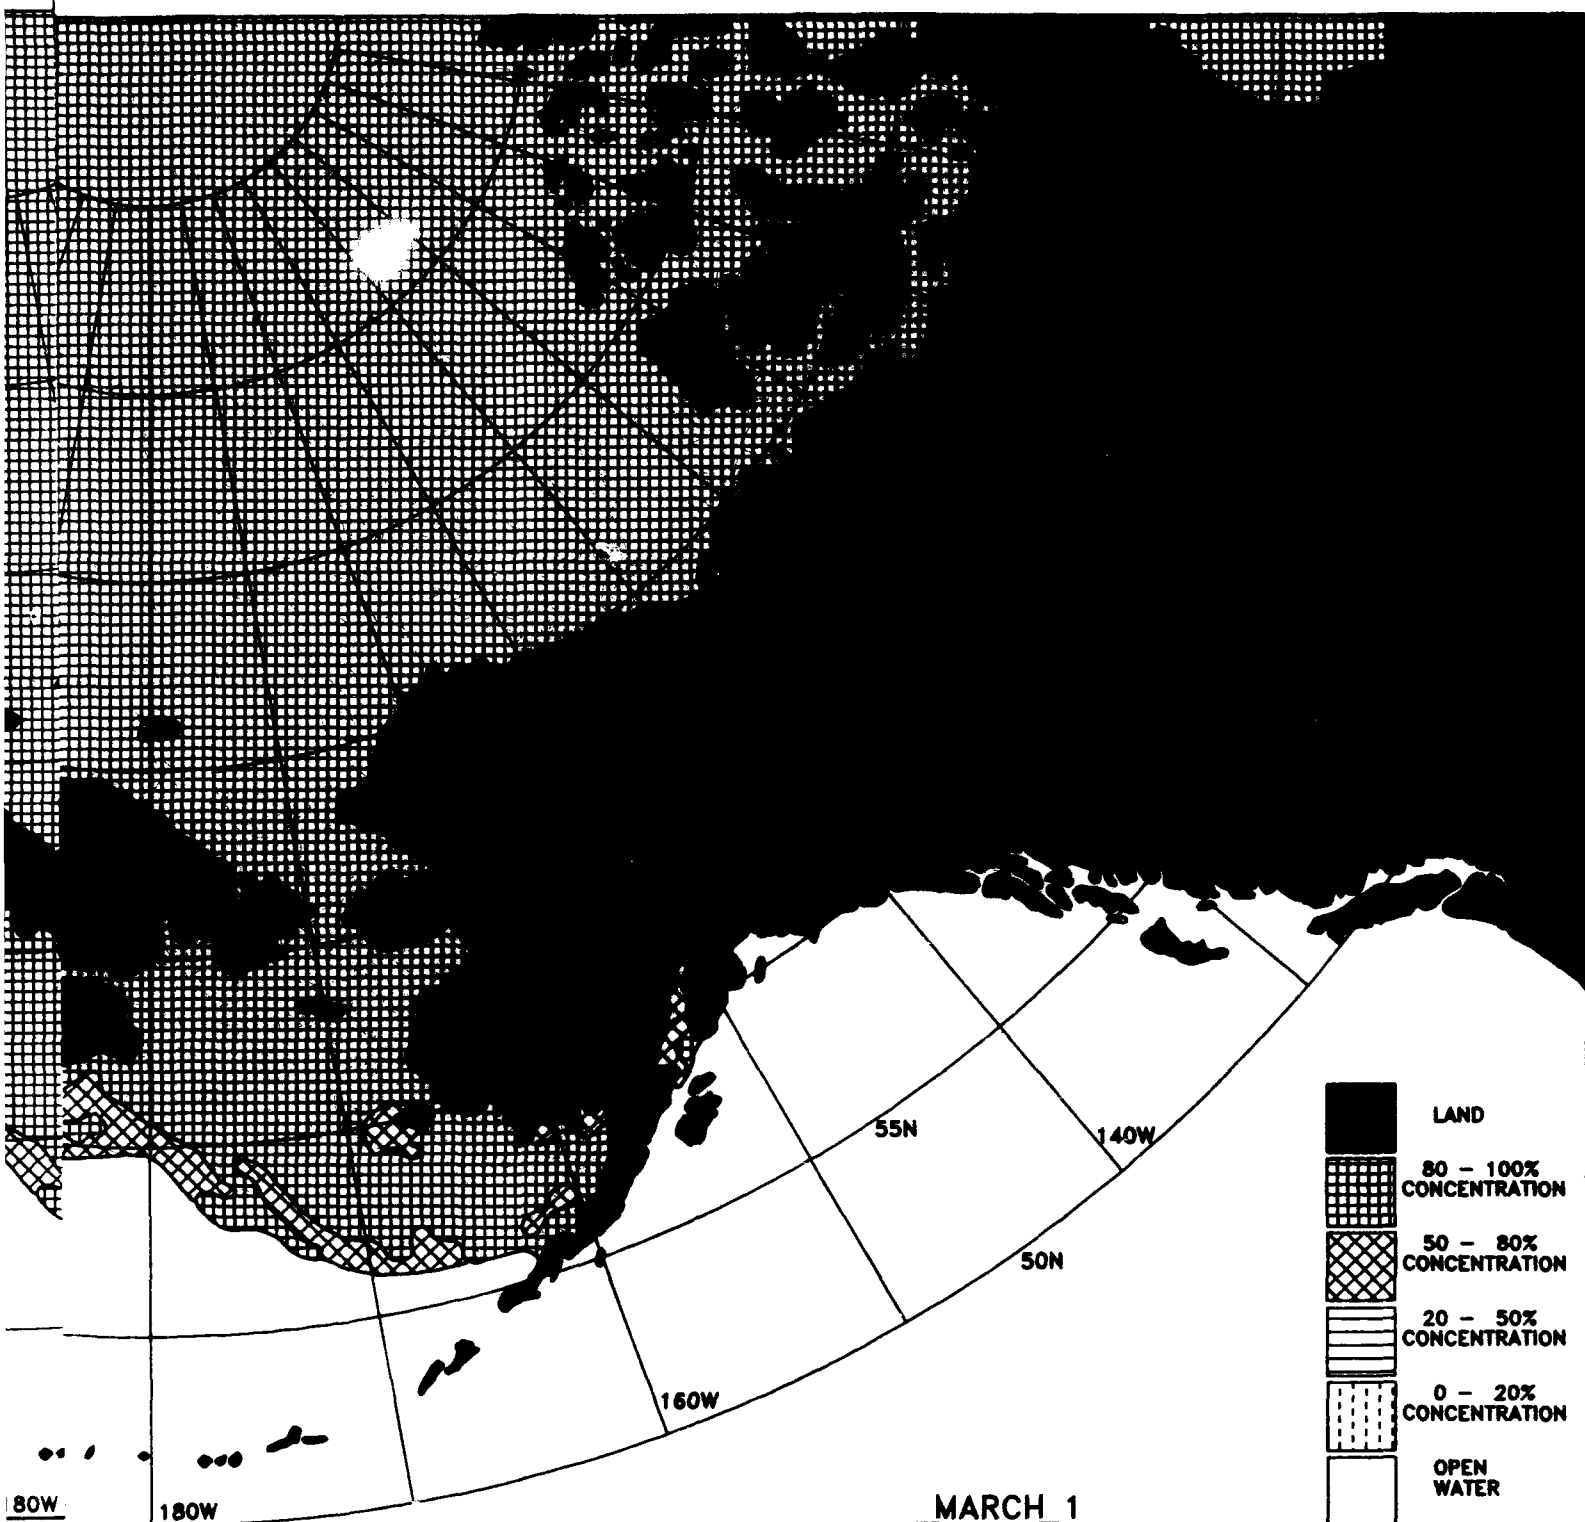 LAND
80 - 100%
CONCENTRATION
50 - 80%
CONCENTRATION
20 - 50%
CONCENTRATION
0 - 20%
CONCENTRATION
OPEN
WATER
55N
140W
50N
160W
80W
180W
MARCH 1